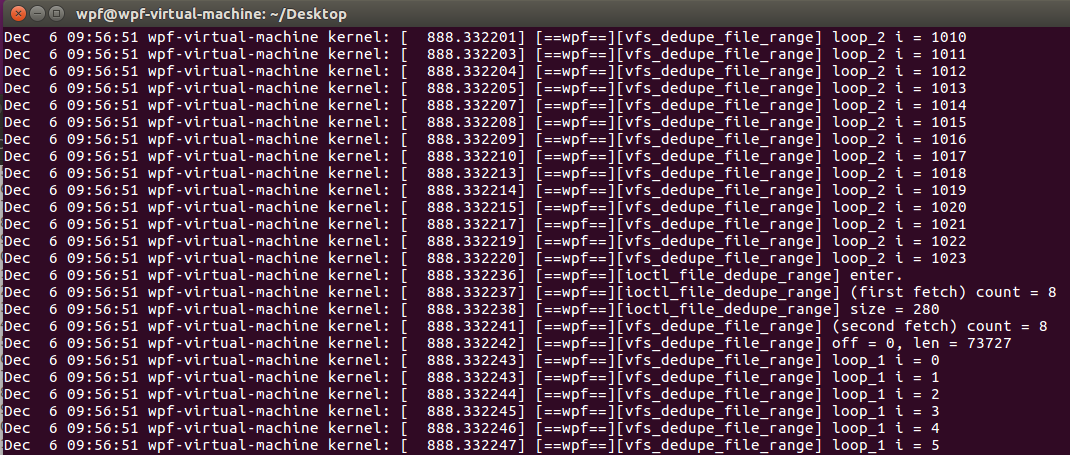 wpf@wpf-virtual-machine: ~/Desktop
Dec  6 09:56:51 wpf-virtual-machine kernel: [  888.332201] [==wpf==][vfs_dedupe_file_range] loop_2 i = 1010
Dec  6 09:56:51 wpf-virtual-machine kernel: [  888.332203] [==wpf==][vfs_dedupe_file_range] loop_2 i = 1011
Dec  6 09:56:51 wpf-virtual-machine kernel: [  888.332204] [==wpf==][vfs_dedupe_file_range] loop_2 i = 1012
Dec  6 09:56:51 wpf-virtual-machine kernel: [  888.332205] [==wpf==][vfs_dedupe_file_range] loop_2 i = 1013
Dec  6 09:56:51 wpf-virtual-machine kernel: [  888.332207] [==wpf==][vfs_dedupe_file_range] loop_2 i = 1014
Dec  6 09:56:51 wpf-virtual-machine kernel: [  888.332208] [==wpf==][vfs_dedupe_file_range] loop_2 i = 1015
Dec  6 09:56:51 wpf-virtual-machine kernel: [  888.332209] [==wpf==][vfs_dedupe_file_range] loop_2 i = 1016
Dec  6 09:56:51 wpf-virtual-machine kernel: [  888.332210] [==wpf==][vfs_dedupe_file_range] loop_2 i = 1017
Dec  6 09:56:51 wpf-virtual-machine kernel: [  888.332213] [==wpf==][vfs_dedupe_file_range] loop_2 i = 1018
Dec  6 09:56:51 wpf-virtual-machine kernel: [  888.332214] [==wpf==][vfs_dedupe_file_range] loop_2 i = 1019
Dec  6 09:56:51 wpf-virtual-machine kernel: [  888.332215] [==wpf==][vfs_dedupe_file_range] loop_2 i = 1020
Dec  6 09:56:51 wpf-virtual-machine kernel: [  888.332217] [==wpf==][vfs_dedupe_file_range] loop_2 i = 1021
Dec  6 09:56:51 wpf-virtual-machine kernel: [  888.332219] [==wpf==][vfs_dedupe_file_range] loop_2 i = 1022
Dec  6 09:56:51 wpf-virtual-machine kernel: [  888.332220] [==wpf==][vfs_dedupe_file_range] loop_2 i = 1023
Dec  6 09:56:51 wpf-virtual-machine kernel: [  888.332236] [==wpf==][ioctl_file_dedupe_range] enter.
Dec  6 09:56:51 wpf-virtual-machine kernel: [  888.332237] [==wpf==][ioctl_file_dedupe_range] (first fetch) count = 8
Dec  6 09:56:51 wpf-virtual-machine kernel: [  888.332238] [==wpf==][ioctl_file_dedupe_range] size = 280
Dec  6 09:56:51 wpf-virtual-machine kernel: [  888.332241] [==wpf==][vfs_dedupe_file_range] (second fetch) count = 8
Dec  6 09:56:51 wpf-virtual-machine kernel: [  888.332242] [==wpf==][vfs_dedupe_file_range] off = 0, len = 73727
Dec  6 09:56:51 wpf-virtual-machine kernel: [  888.332243] [==wpf==][vfs_dedupe_file_range] loop_1 i = 0
Dec  6 09:56:51 wpf-virtual-machine kernel: [  888.332243] [==wpf==][vfs_dedupe_file_range] loop_1 i = 1
Dec  6 09:56:51 wpf-virtual-machine kernel: [  888.332244] [==wpf==][vfs_dedupe_file_range] loop_1 i = 2
Dec  6 09:56:51 wpf-virtual-machine kernel: [  888.332245] [==wpf==][vfs_dedupe_file_range] loop_1 i = 3
Dec  6 09:56:51 wpf-virtual-machine kernel: [  888.332246] [==wpf==][vfs_dedupe_file_range] loop_1 i = 4
Dec  6 09:56:51 wpf-virtual-machine kernel: [  888.332247] [==wpf==][vfs_dedupe_file_range] loop_1 i = 5